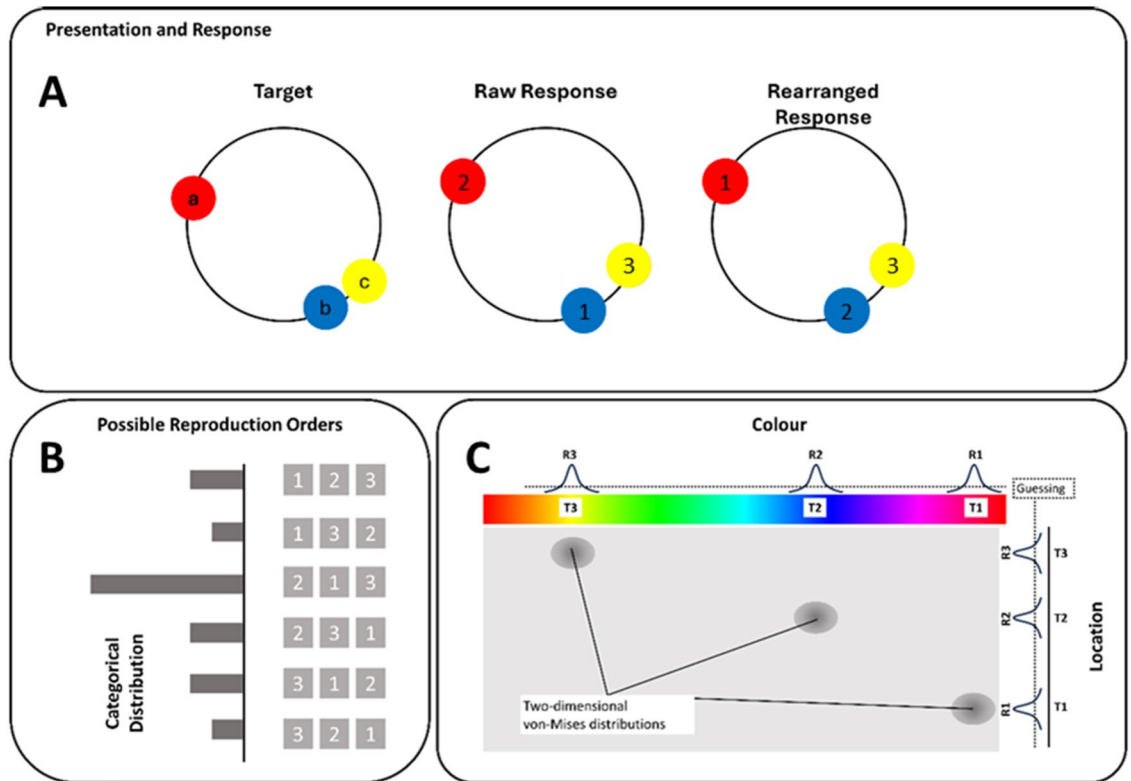 Presentation and Response
A
Target
Raw Response
Rearranged
Response
a
b
c
2
3
1
1
3
2
B
Possible Reproduction Orders
Categorical
Distribution
1 2 3
1 3 2
2 1 3
2 3 1
3 1 2
3 2 1
C
Colour
R3 R2 R1
Guessing
T3 T2 T1
R3 T3
R2 T2
R1 T1
Location
Two-dimensional
von-Mises distributions